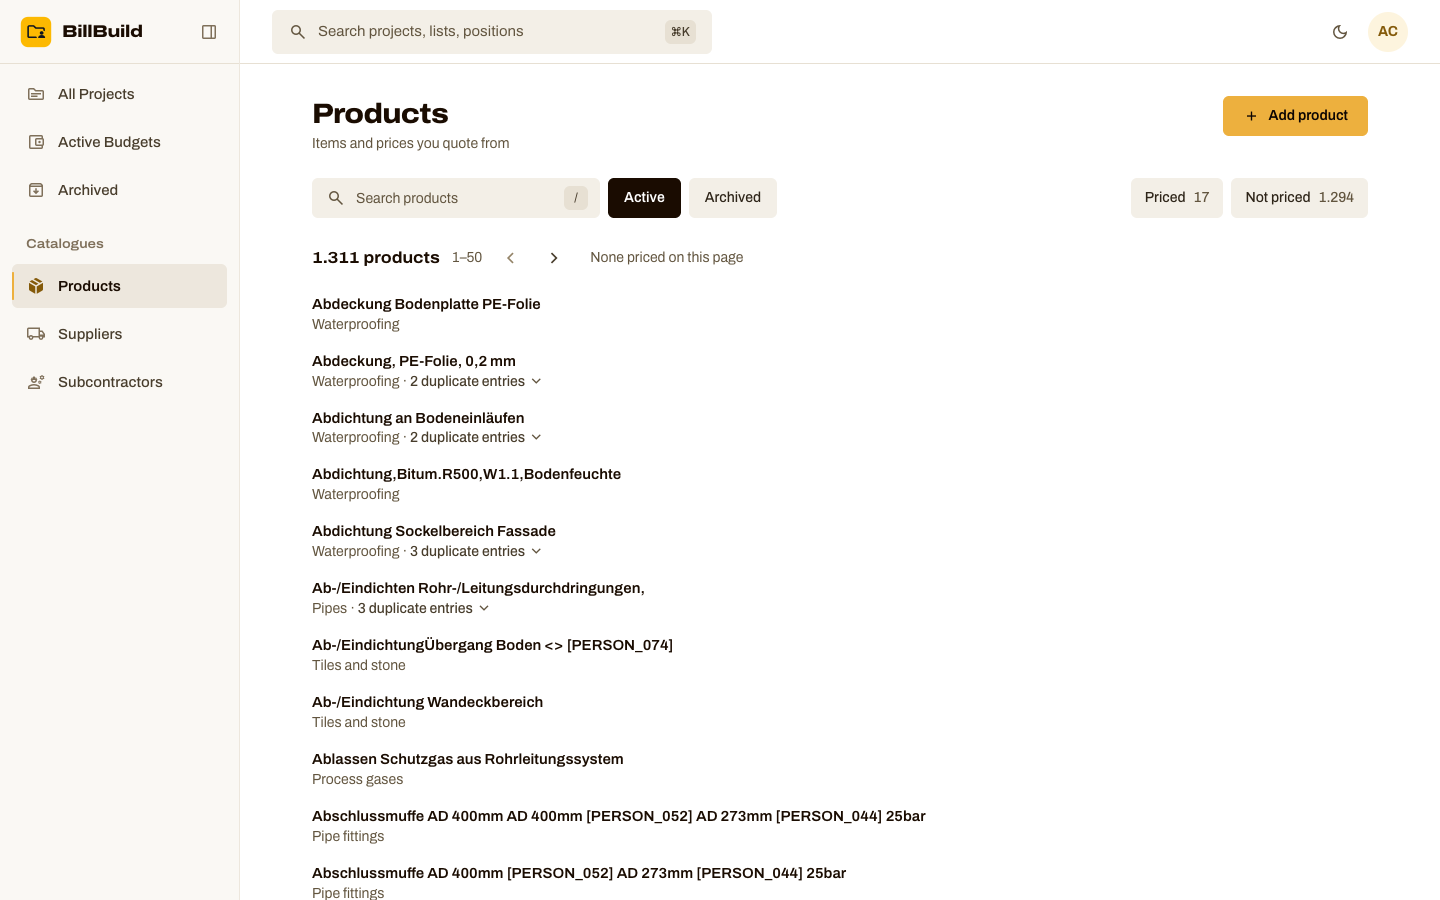 BillBuild
Search projects, lists, positions ⌘K
AC
All Projects
Active Budgets
Archived
Catalogues
Products
Suppliers
Subcontractors
Products
Items and prices you quote from
Add product
Search products /
Active
Archived
Priced 17
Not priced 1.294
1.311 products 1–50 None priced on this page
Abdeckung Bodenplatte PE-Folie
Waterproofing
Abdeckung, PE-Folie, 0,2 mm
Waterproofing · 2 duplicate entries
Abdichtung an Bodeneinläufen
Waterproofing · 2 duplicate entries
Abdichtung,Bitum.R500,W1.1,Bodenfeuchte
Waterproofing
Abdichtung Sockelbereich Fassade
Waterproofing · 3 duplicate entries
Ab-/Eindichten Rohr-/Leitungsdurchdringungen,
Pipes · 3 duplicate entries
Ab-/EindichtungÜbergang Boden <> [PERSON_074]
Tiles and stone
Ab-/Eindichtung Wandeckbereich
Tiles and stone
Ablassen Schutzgas aus Rohrleitungssystem
Process gases
Abschlussmuffe AD 400mm AD 400mm [PERSON_052] AD 273mm [PERSON_044] 25bar
Pipe fittings
Abschlussmuffe AD 400mm [PERSON_052] AD 273mm [PERSON_044] 25bar
Pipe fittings